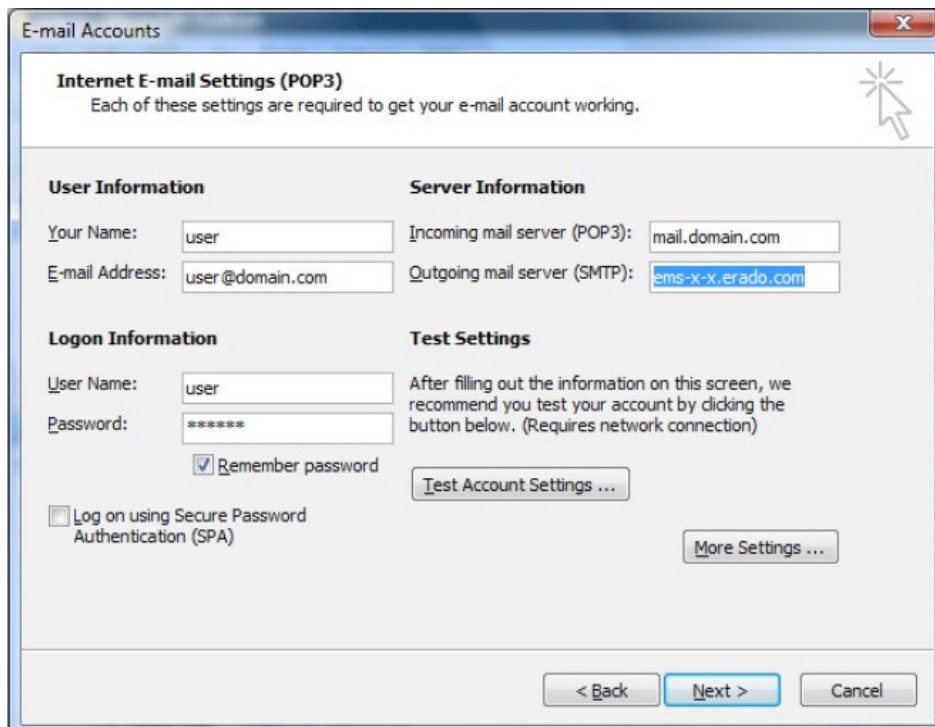 E-mail Accounts
Internet E-mail Settings (POP3)
Each of these settings are required to get your e-mail account working.
User Information
Your Name:
user
E-mail Address:
user@domain.com
Server Information
Incoming mail server (POP3):
mail.domain.com
Outgoing mail server (SMTP):
ems-x-x.erado.com
Logon Information
User Name:
user
Password:
******
Remember password
Log on using Secure Password
Authentication (SPA)
Test Settings
After filling out the information on this screen, we
recommend you test your account by clicking the
button below. (Requires network connection)
Test Account Settings ...
More Settings ...
< Back
Next >
Cancel